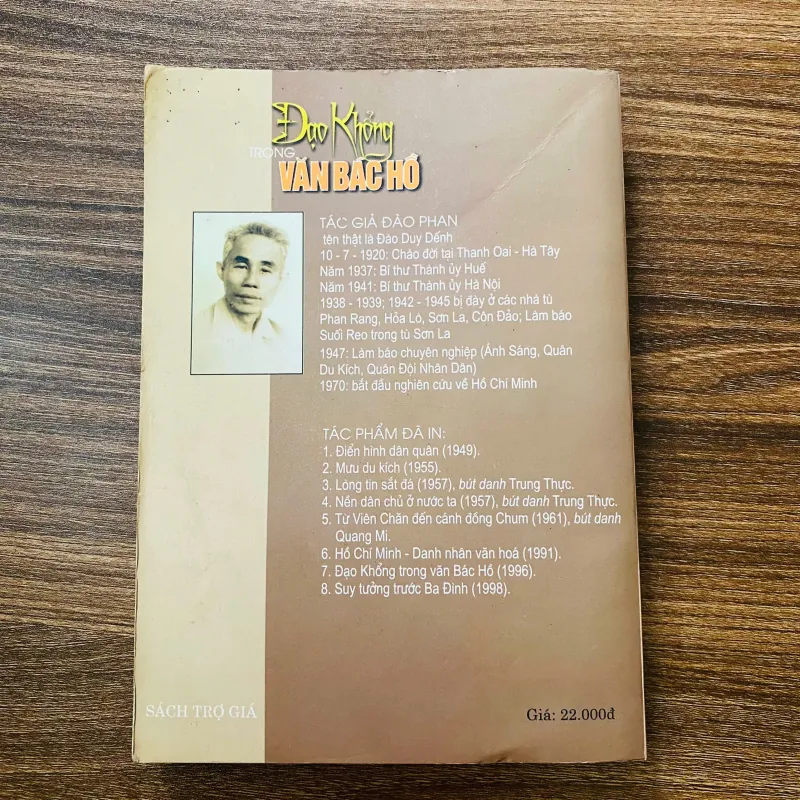 Đạo Khổng
TRONG
VĂN BÁC HỒ
TÁC GIẢ ĐÀO PHAN
tên thật là Đào Duy Dếnh
10 - 7 - 1920: Chào đời tại Thanh Oai - Hà Tây
Năm 1937: Bí thư Thành ủy Huế
Năm 1941: Bí thư Thành ủy Hà Nội
1938 - 1939; 1942 - 1945 bị đày ở các nhà tù
Phan Rang, Hỏa Lò, Sơn La, Côn Đảo; Làm báo
Suối Reo trong tù Sơn La
1947: Làm báo chuyên nghiệp (Ánh Sáng, Quân
Du Kích, Quân Đội Nhân Dân)
1970: bắt đầu nghiên cứu về Hồ Chí Minh
TÁC PHẨM ĐÃ IN:
1. Điển hình dân quân (1949).
2. Mưu du kích (1955).
3. Lòng tin sắt đá (1957), bút danh Trung Thực.
4. Nền dân chủ ở nước ta (1957), bút danh Trung Thực.
5. Từ Viên Chăn đến cánh đồng Chum (1961), bút danh
Quang Mi.
6. Hồ Chí Minh - Danh nhân văn hoá (1991).
7. Đạo Khổng trong văn Bác Hồ (1996).
8. Suy tưởng trước Ba Đình (1998).
SÁCH TRỢ GIÁ
Giá: 22.000đ